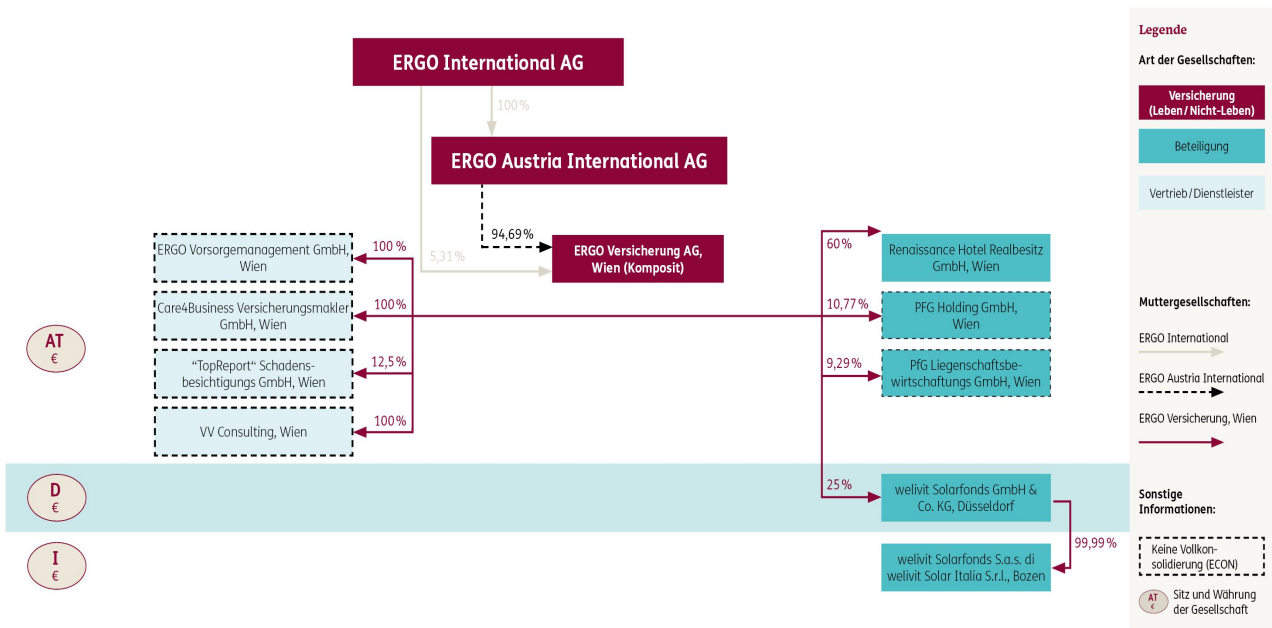 ERGO International AG
100%
ERGO Austria International AG
94,69%
5,31%
ERGO Versicherung AG,
Wien (Komposit)
ERGO Vorsorgemanagement GmbH,
Wien
100 %
Care4Business Versicherungsmakler
GmbH, Wien
100%
“TopReport“ Schadens-
besichtigungs GmbH, Wien
12,5%
VV Consulting, Wien
100%
60%
Renaissance Hotel Realbesitz
GmbH, Wien
10,77%
PFG Holding GmbH,
Wien
9,29%
PfG Liegenschaftsbe-
wirtschaftungs GmbH, Wien
25%
welivit Solarfonds GmbH &
Co. KG, Düsseldorf
99,99%
welivit Solarfonds S.a.s. di
welivit Solar Italia S.r.l., Bozen
AT
€
D
€
I
€
Legende
Art der Gesellschaften:
Versicherung
(Leben/Nicht-Leben)
Beteiligung
Vertrieb/Dienstleister
Muttergesellschaften:
ERGO International
ERGO Austria International
ERGO Versicherung, Wien
Sonstige
Informationen:
Keine Vollkon-
solidierung (ECON)
AT
€
Sitz und Währung
der Gesellschaft